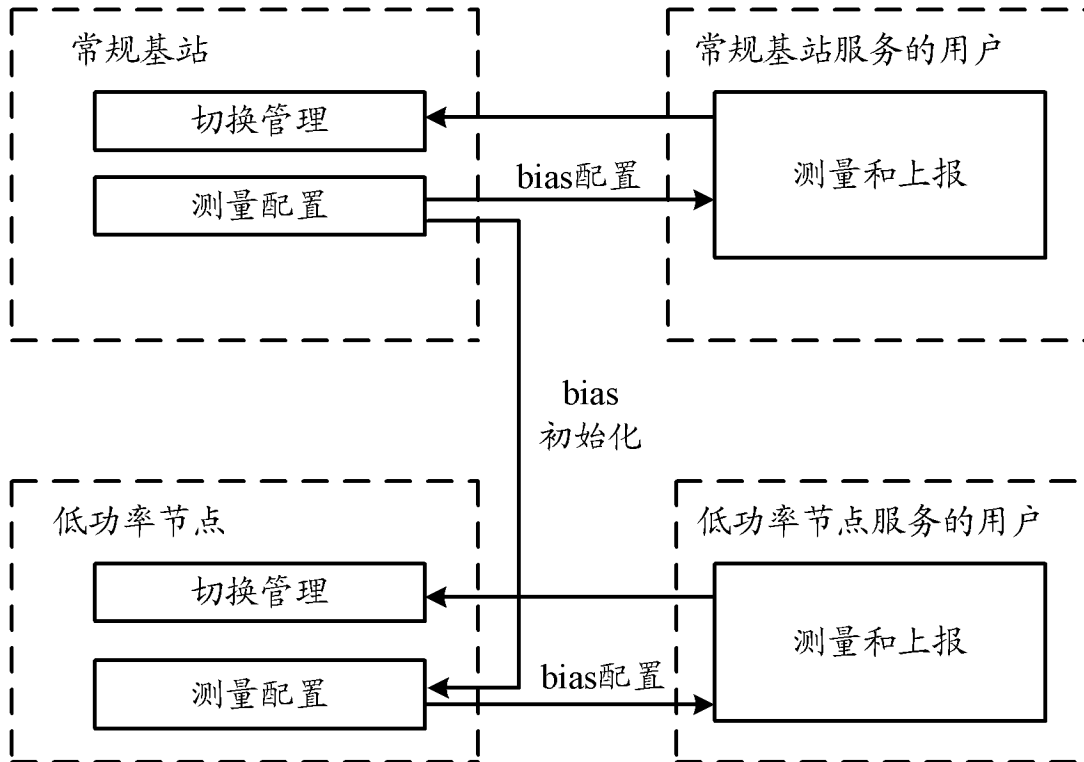 常规基站
常规基站服务的用户
切换管理
测量和上报
bias配置
测量配置
bias
初始化
低功率节点
低功率节点服务的用户
切换管理
测量和上报
bias配置
测量配置